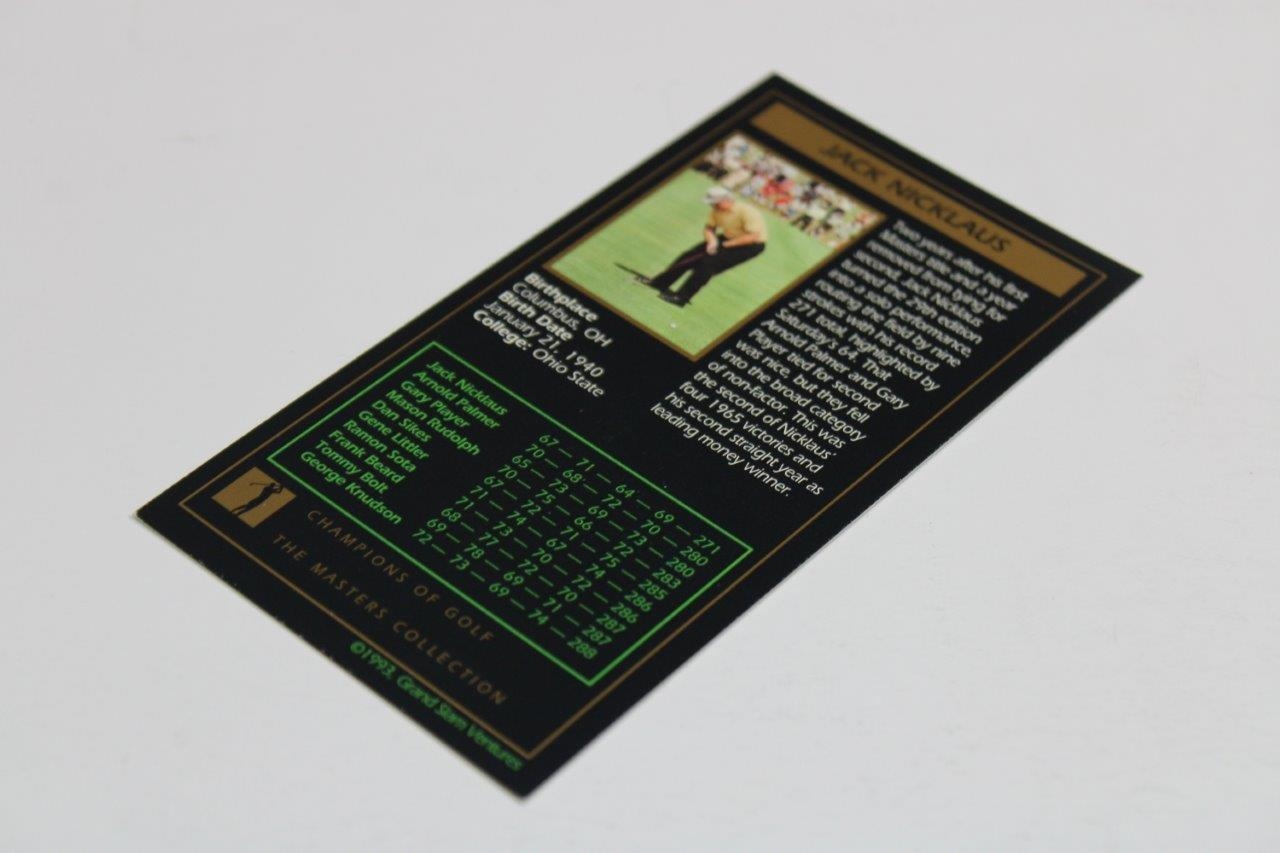 JACK NICKLAUS
Two years after his first
Masters title and a year
removed from tying for
second, Jack Nicklaus
turned the 29th edition
into a solo performance,
routing the field by nine
strokes with his record
271 total, highlighted by
Saturday's 64. That
Arnold Palmer and Gary
Player tied for second
was nice, but they fell
into the broad category
of non-factor. This was
the second of Nicklaus'
four 1965 victories and
his second straight year as
leading money winner.
Birthplace
Columbus, OH
Birth Date
January 21, 1940
College: Ohio State
Jack Nicklaus 67 — 71 — 64 — 69 — 271
Arnold Palmer 70 — 68 — 72 — 70 — 280
Gary Player 65 — 73 — 69 — 73 — 280
Mason Rudolph 70 — 75 — 66 — 72 — 283
Dan Sikes 67 — 72 — 71 — 75 — 285
Gene Littler 71 — 74 — 67 — 74 — 286
Ramon Sota 71 — 73 — 70 — 72 — 286
Frank Beard 68 — 77 — 72 — 70 — 287
Tommy Bolt 69 — 78 — 69 — 71 — 287
George Knudson 72 — 73 — 69 — 74 — 288
CHAMPIONS OF GOLF
THE MASTERS COLLECTION
©1993, Grand Slam Ventures